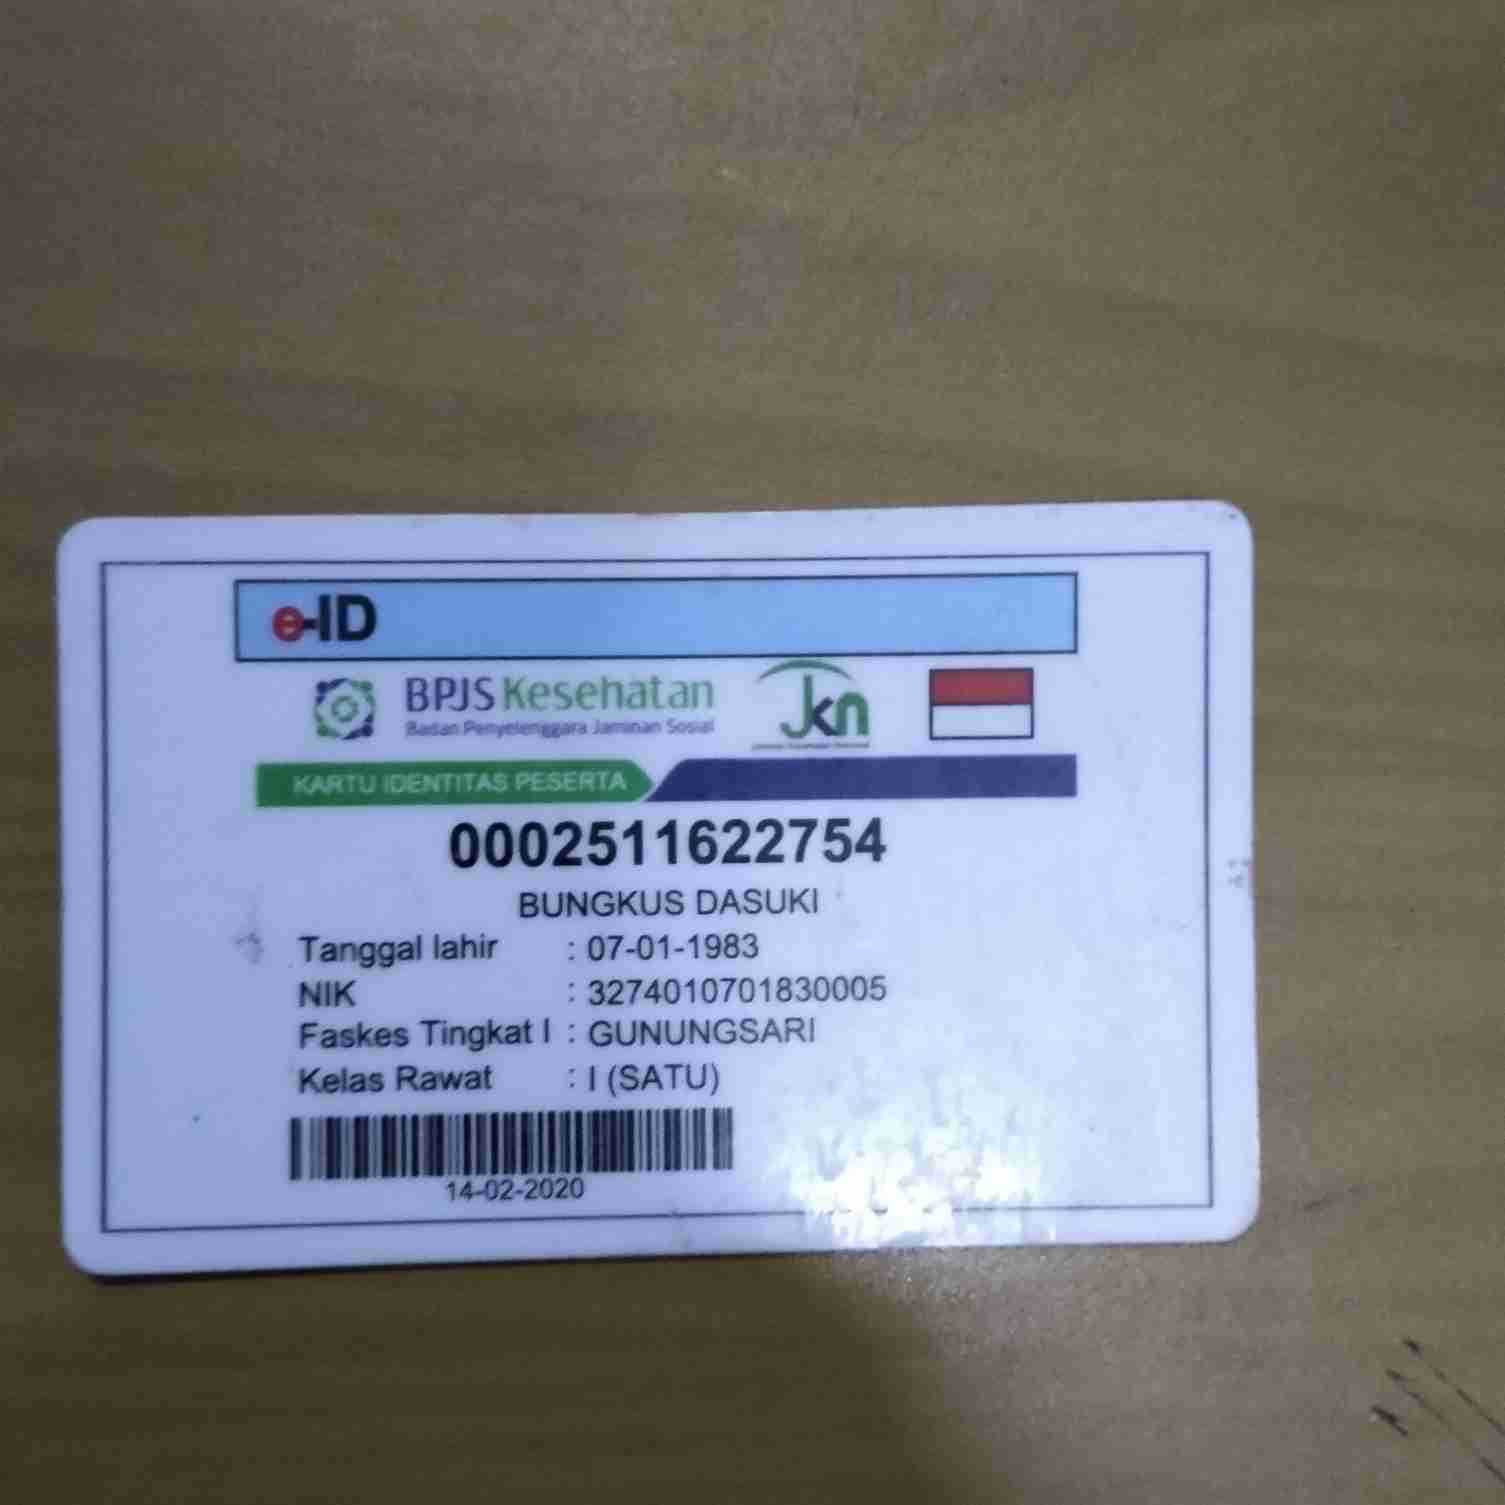 e-ID
BPJS Kesehatan
Badan Penyelenggara Jaminan Sosial
Jkn
KARTU IDENTITAS PESERTA
0002511622754
BUNGKUS DASUKI
Tanggal lahir : 07-01-1983
NIK : 3274010701830005
Faskes Tingkat I : GUNUNGSARI
Kelas Rawat : I (SATU)
14-02-2020